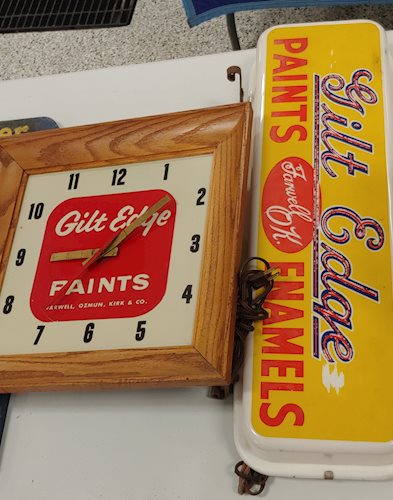 11 12 1
10 2
9 3
8 4
7 6 5
Gilt Edge
PAINTS
FARWELL, OZMUN, KIRK & CO.
PAINTS
Gilt Edge
Farwell
O.K.
ENAMELS